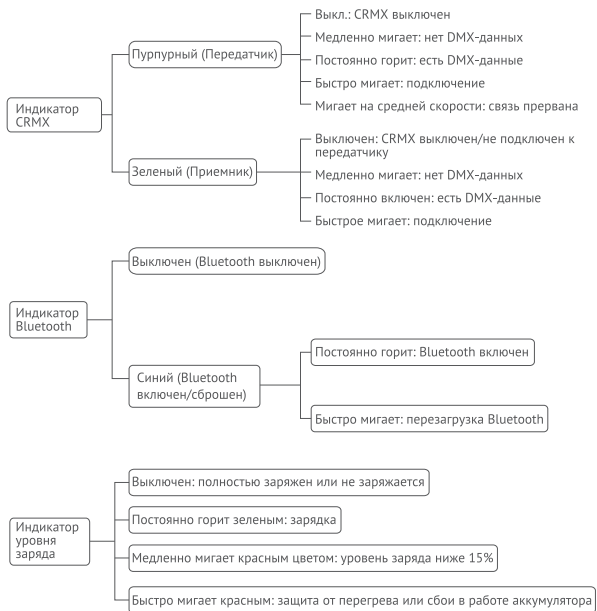 Индикатор
CRMX
Пурпурный (Передатчик)
Выкл.: CRMX выключен
Медленно мигает: нет DMX-данных
Постоянно горит: есть DMX-данных
Быстро мигает: подключение
Мигает на средней скорости: связь прервана
Зеленый (Приемник)
Выключен: CRMX выключен/не подключен к
передатчику
Медленно мигает: нет DMX-данных
Постоянно включен: есть DMX-данных
Быстрое мигает: подключение
Индикатор
Bluetooth
Выключен (Bluetooth выключен)
Синий (Bluetooth
включен/сброшен)
Постоянно горит: Bluetooth включен
Быстро мигает: перезагрузка Bluetooth
Индикатор
уровня
заряда
Выключен: полностью заряжен или не заряжается
Постоянно горит зеленым: зарядка
Медленно мигает красным цветом: уровень заряда ниже 15%
Быстро мигает красным: защита от перегрева или сбои в работе аккумулятора